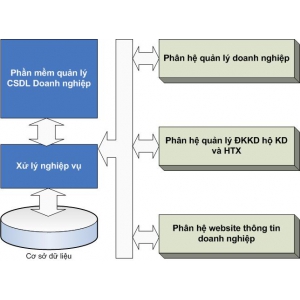 Phần mềm quản lý
CSDL Doanh nghiệp
Xử lý nghiệp vụ
Cơ sở dữ liệu
Phân hệ quản lý doanh nghiệp
Phân hệ quản lý ĐKKD hộ KD
và HTX
Phân hệ website thông tin
doanh nghiệp